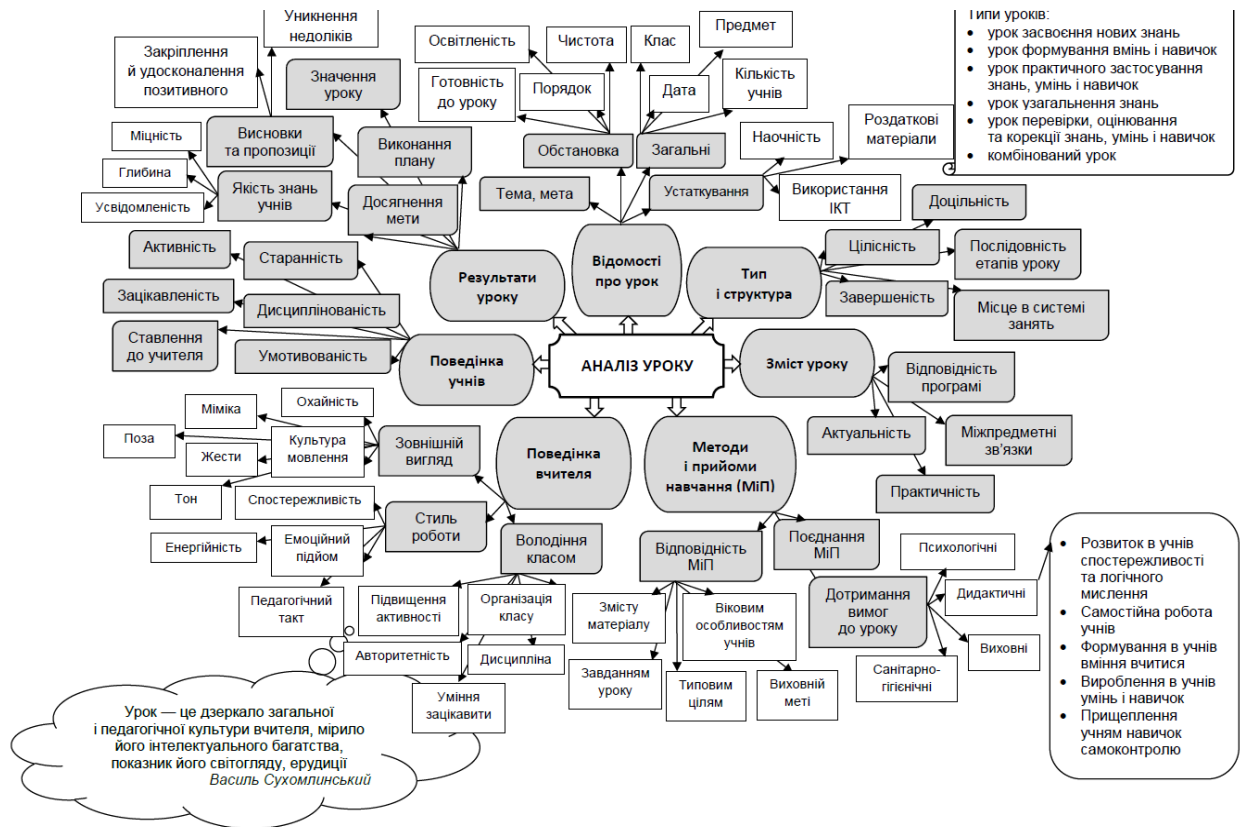 Уникнення
недоліків
Закріплення
й удосконалення
позитивного
Значення
уроку
Освітленість
Чистота
Клас
Предмет
Готовність
до уроку
Порядок
Дата
Кількість
учнів
Типи уроків:
урок засвоєння нових знань
урок формування вмінь і навичок
урок практичного застосування
знань, умінь і навичок
урок узагальнення знань
урок перевірки, оцінювання
та корекції знань, умінь і навичок
комбінований урок
Міцність
Висновки
та пропозиції
Виконання
плану
Обстановка
Загальні
Наочність
Роздаткові
матеріали
Глибина
Якість знань
учнів
Усвідомленість
Досягнення
мети
Тема, мета
Устаткування
Використання
ІКТ
Доцільність
Активність
Старанність
Результати
уроку
Відомості
про урок
Тип
і структура
Цілісність
Послідовність
етапів уроку
Зацікавленість
Дисциплінованість
Завершеність
Місце в системі
занять
Ставлення
до учителя
Умотивованість
Поведінка
учнів
АНАЛІЗ УРОКУ
Зміст уроку
Відповідність
програмі
Охайність
Міміка
Поза
Культура
мовлення
Жести
Зовнішній
вигляд
Поведінка
вчителя
Методи
і прийоми
навчання (МіП)
Актуальність
Міжпредметні
зв’язки
Тон
Спостережливість
Практичність
Енергійність
Емоційний
підйом
Стиль
роботи
Володіння
класом
Відповідність
МіП
Поєднання
МіП
Психологічні
Педагогічний
такт
Підвищення
активності
Організація
класу
Змісту
матеріалу
Віковим
особливостям
учнів
Дотримання
вимог
до уроку
Дидактичні
Авторитетність
Дисципліна
Виховні
Завданням
уроку
Типовим
цілям
Виховній
меті
Санітарно-
гігієнічні
Уміння
зацікавити
Розвиток в учнів
спостережливості
та логічного
мислення
Самостійна робота
учнів
Формування в учнів
вміння вчитися
Вироблення в учнів
умінь і навичок
Прищеплення
учням навичок
самоконтролю
Урок — це дзеркало загальної
і педагогічної культури вчителя, мірило
його інтелектуального багатства,
показник його світогляду, ерудиції
Василь Сухомлинський